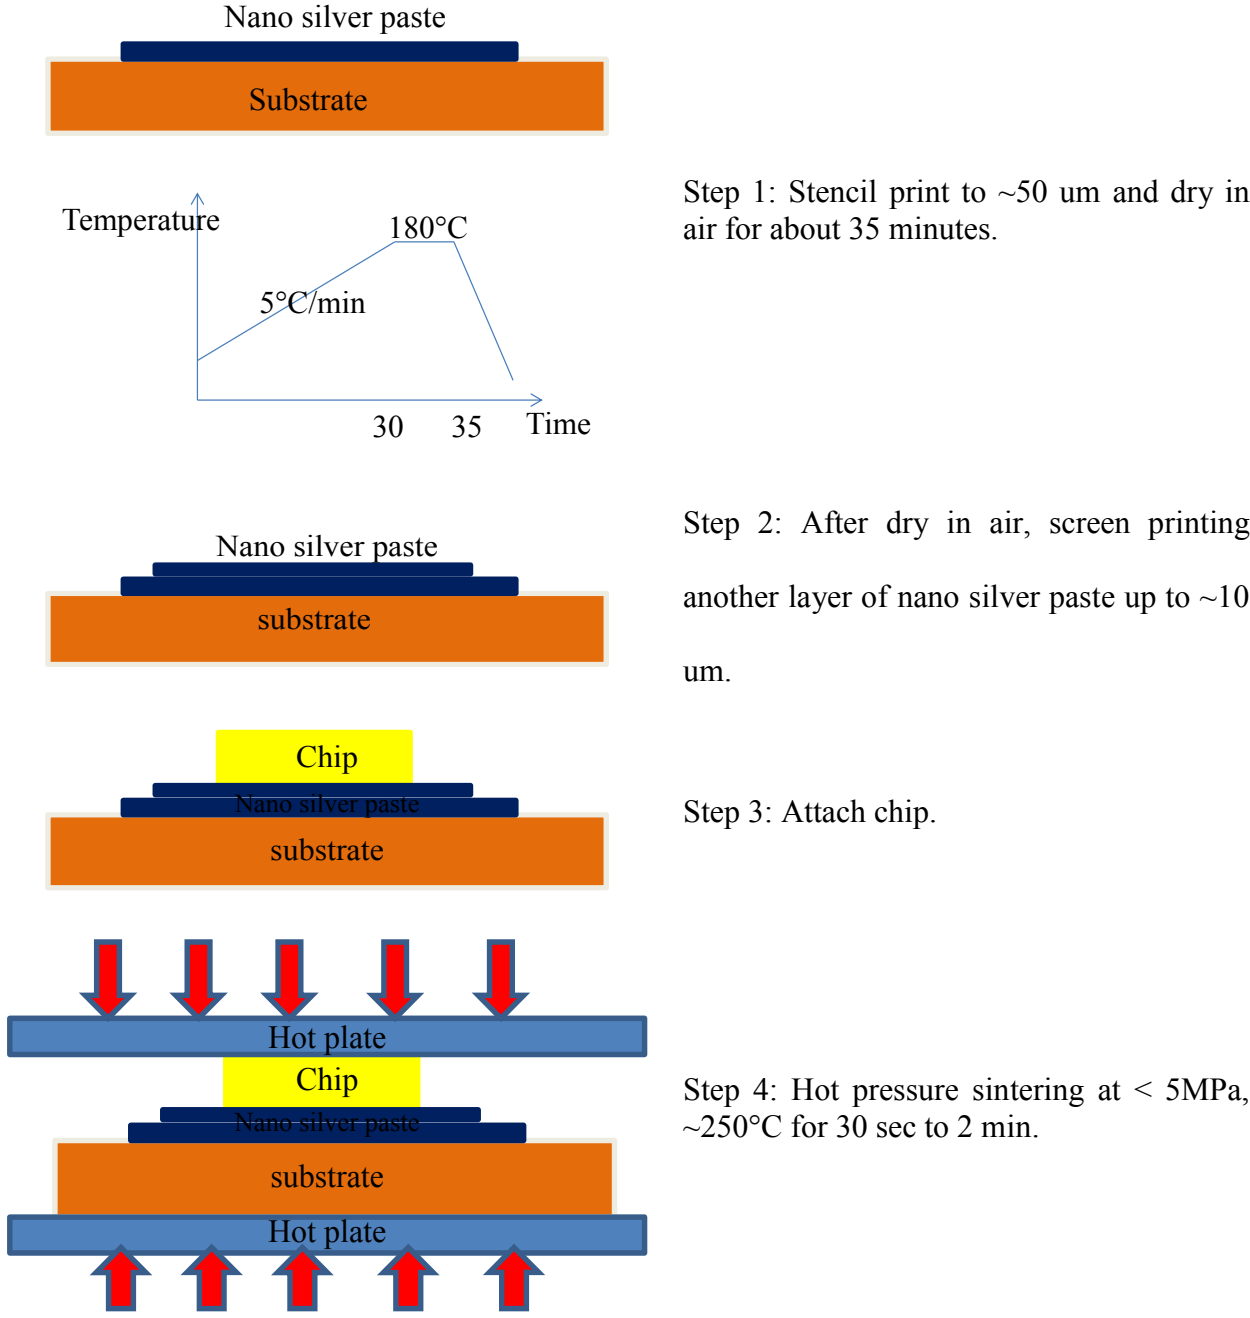 Nano silver paste
Substrate
Step 1: Stencil print to ~50 um and dry in
air for about 35 minutes.
Temperature
180°C
5°C/min
30
35
Time
Step 2: After dry in air, screen printing
another layer of nano silver paste up to ~10
um.
Nano silver paste
substrate
Chip
Nano silver paste
substrate
Step 3: Attach chip.
Hot plate
Chip
Nano silver paste
substrate
Hot plate
Step 4: Hot pressure sintering at < 5MPa,
~250°C for 30 sec to 2 min.